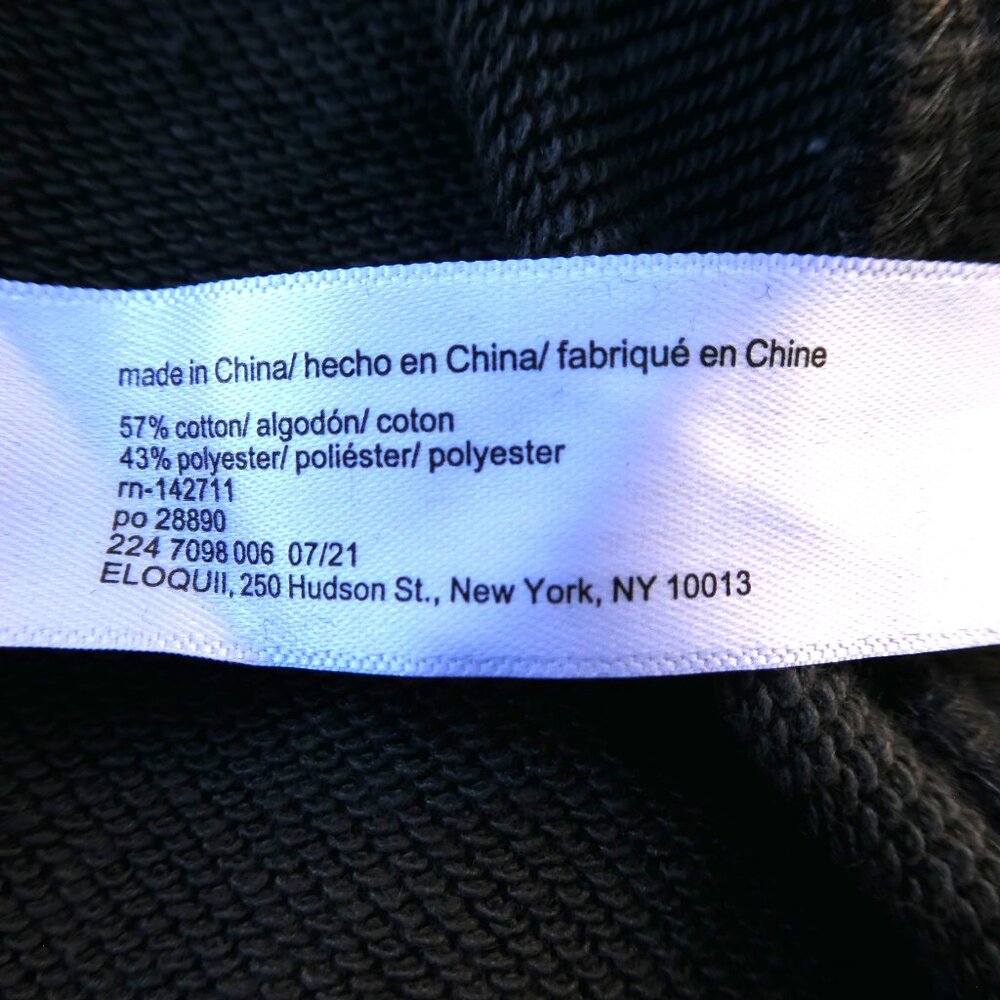 made in China/ hecho en China/ fabriqué en Chine
57% cotton/ algodón/ coton
43% polyester/ poliéster/ polyester
rn-142711
po 28890
224 7098 006 07/21
ELOQUII, 250 Hudson St., New York, NY 10013